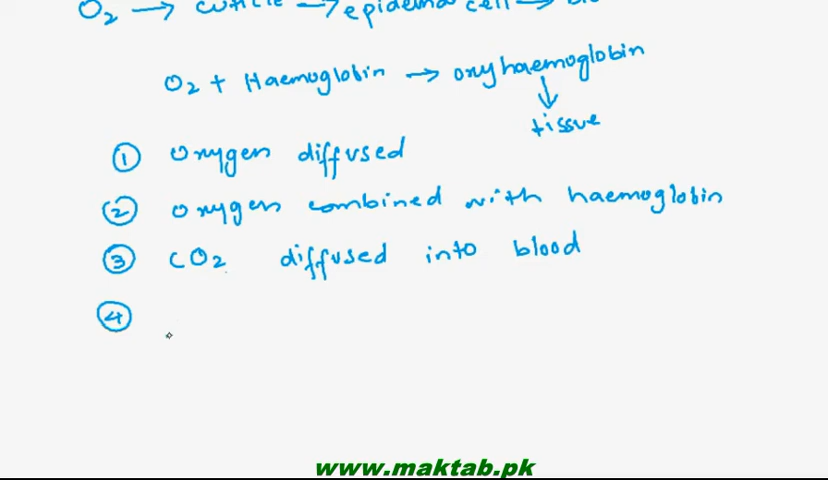 O2 → cuticle → epidermal cell →
O2 + Haemoglobin → oxyhaemoglobin
↓
tissue
① Oxygen diffused
② Oxygen combined with haemoglobin
③ CO2 diffused into blood
④
www.maktab.pk